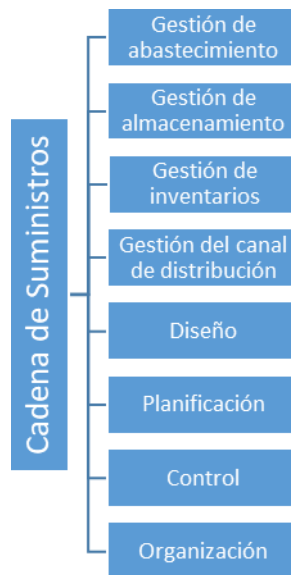 Cadena de Suministros
Gestión de
abastecimiento
Gestión de
almacenamiento
Gestión de
inventarios
Gestión del canal
de distribución
Diseño
Planificación
Control
Organización